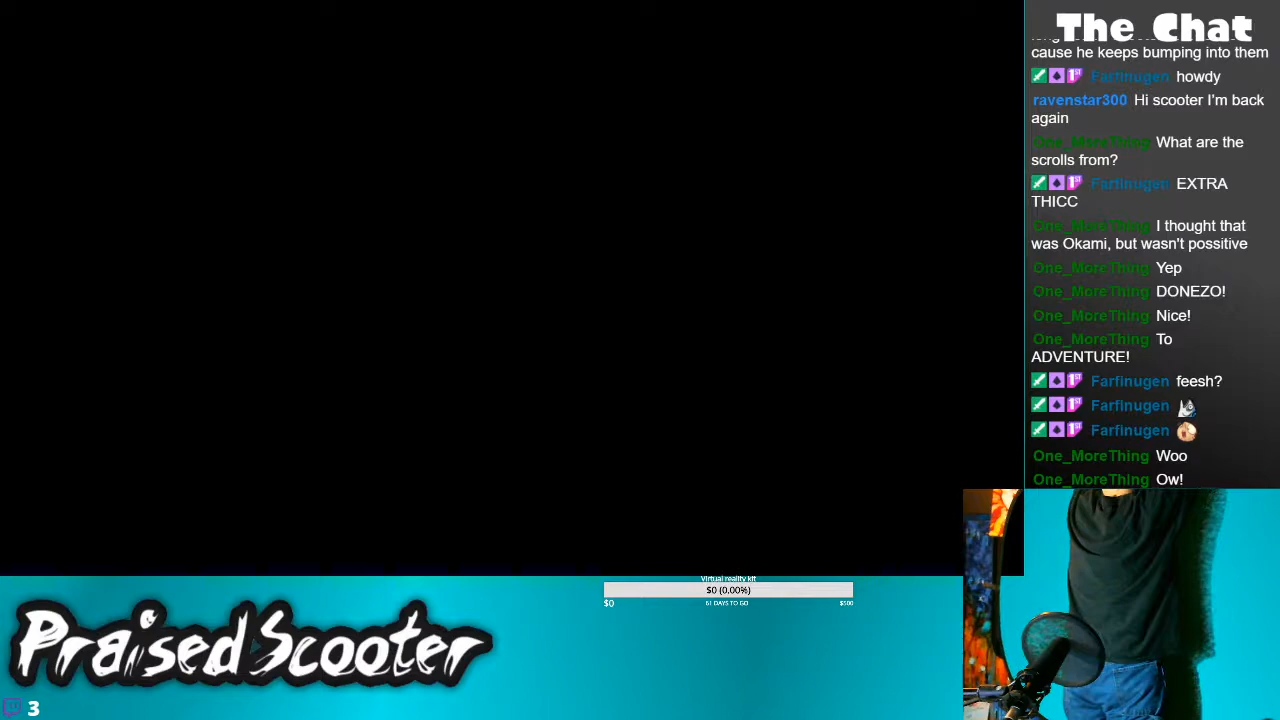 The Chat
cause he keeps bumping into them
Farfinugen howdy
ravenstar300 Hi scooter I'm back
again
One_MoreThing What are the
scrolls from?
Farfinugen EXTRA
THICC
One_MoreThing I thought that
was Okami, but wasn't possitive
One_MoreThing Yep
One_MoreThing DONEZO!
One_MoreThing Nice!
One_MoreThing To
ADVENTURE!
Farfinugen feesh?
Farfinugen
Farfinugen
One_MoreThing Woo
One_MoreThing Ow!
Virtual reality kit
$0 (0.00%)
$0 61 DAYS TO GO $500
PraisedScooter
3